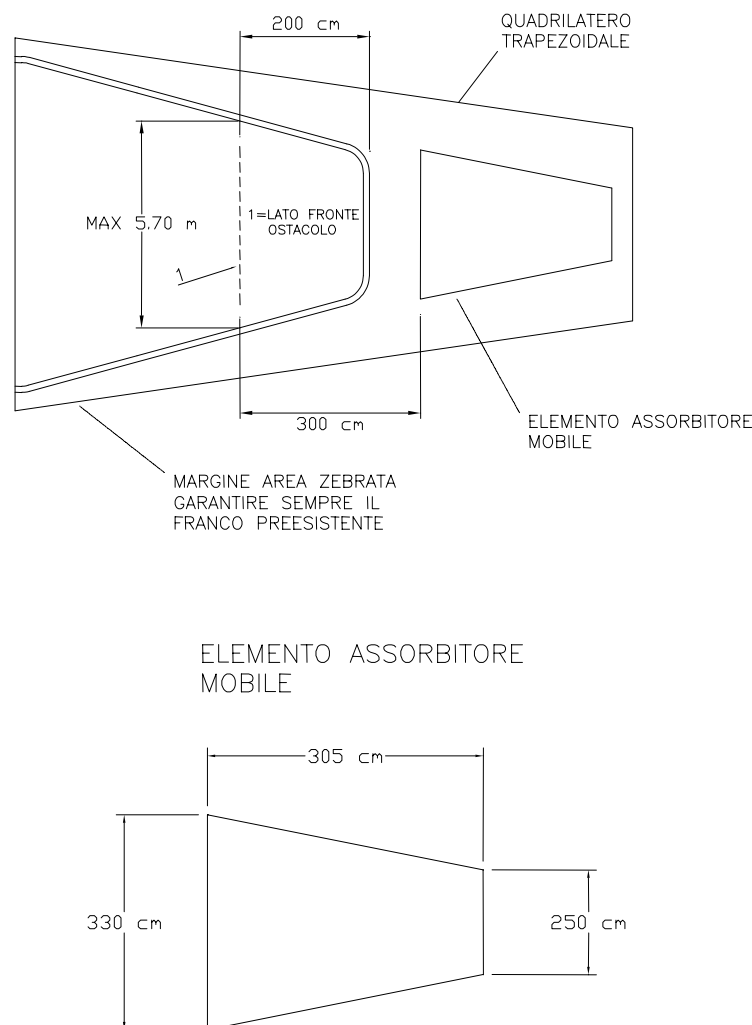 200 cm
QUADRILATERO
TRAPEZOIDALE
MAX 5.70 m
1=LATO FRONTE
OSTACOLO
1
300 cm
ELEMENTO ASSORBITORE
MOBILE
MARGINE AREA ZEBRATA
GARANTIRE SEMPRE IL
FRANCO PREESISTENTE
ELEMENTO ASSORBITORE
MOBILE
305 cm
330 cm
250 cm